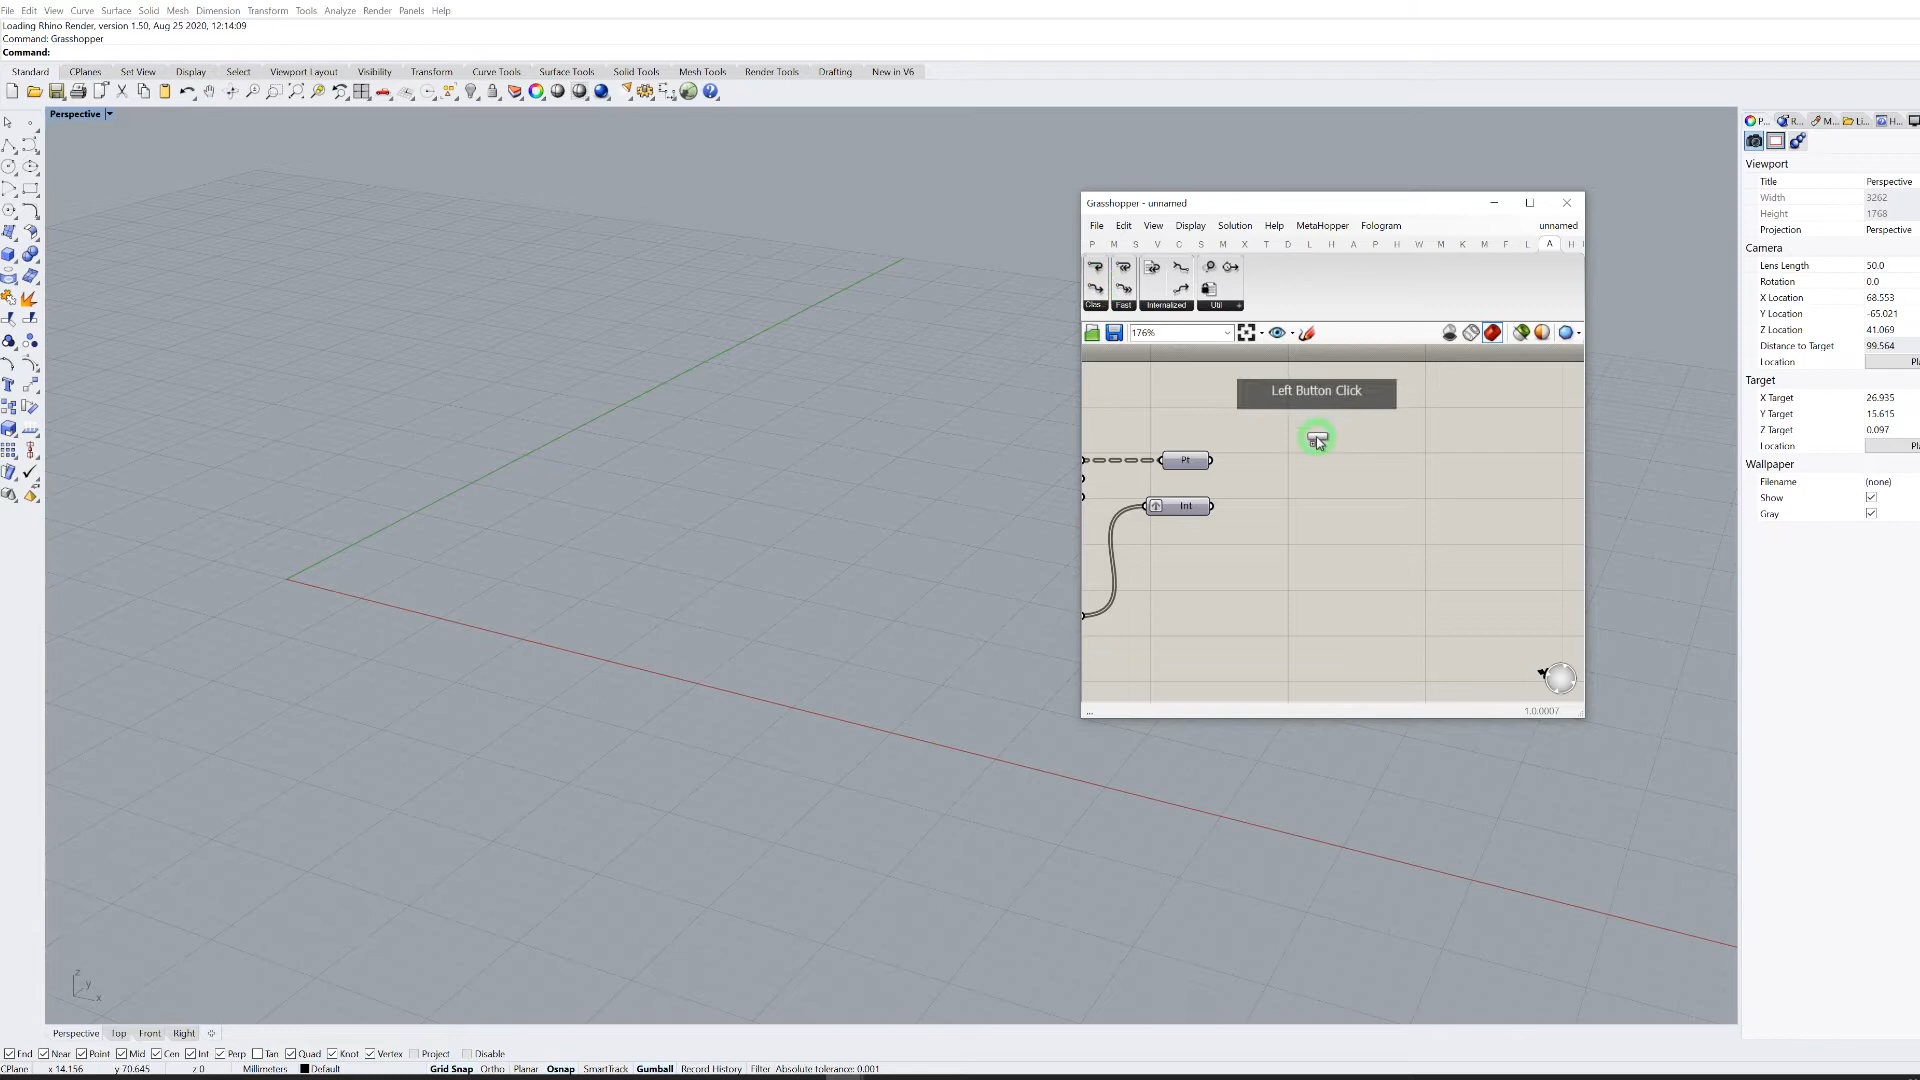 File Edit View Curve Surface Solid Mesh Dimension Transform Tools Analyze Render Panels Help
Loading Rhino Render, version 1.50, Aug 25 2020, 12:14:09
Command: Grasshopper
Command:
Standard CPlanes Set View Display Select Viewport Layout Visibility Transform Curve Tools Surface Tools Solid Tools Mesh Tools Render Tools Drafting New in V6
Perspective
Grasshopper - unnamed
File Edit View Display Solution Help MetaHopper Fologram unnamed
P M S V C S M X T D L H A P H W M K M F L A H
Clas... Fast Internalized Util
176%
Left Button Click
Pt
Int
...
1.0.0007
P... R... M... Li... H...
Viewport
Title Perspective
Width 3262
Height 1768
Projection Perspective
Camera
Lens Length 50.0
Rotation 0.0
X Location 68.553
Y Location -65.021
Z Location 41.069
Distance to Target 99.564
Location Pl
Target
X Target 26.935
Y Target 15.615
Z Target 0.097
Location Pl
Wallpaper
Filename (none)
Show
Gray
z
y
x
Perspective Top Front Right
End Near Point Mid Cen Int Perp Tan Quad Knot Vertex Project Disable
CPlane x 14.156 y 70.645 z 0 Millimeters Default Grid Snap Ortho Planar Osnap SmartTrack Gumball Record History Filter Absolute tolerance: 0.001